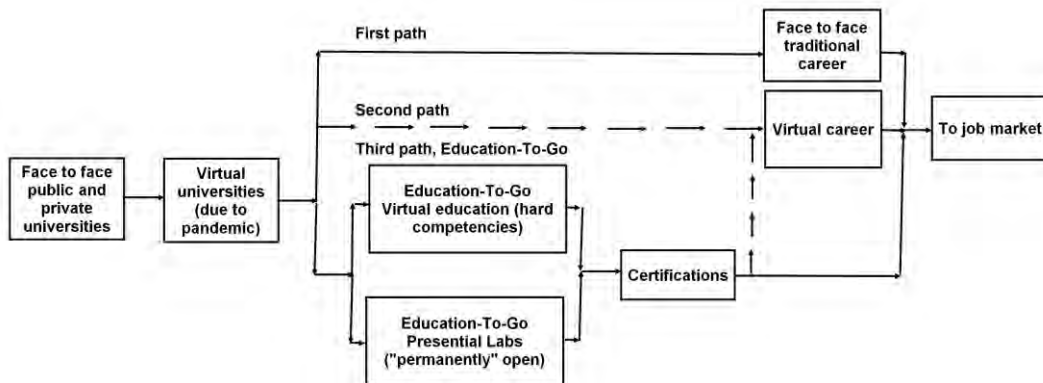 First path
Face to face
traditional
career
Second path
Virtual career
To job market
Third path, Education-To-Go
Face to face
public and
private
universities
Virtual
universities
(due to
pandemic)
Education-To-Go
Virtual education (hard
competencies)
Certifications
Education-To-Go
Presential Labs
("permanently" open)